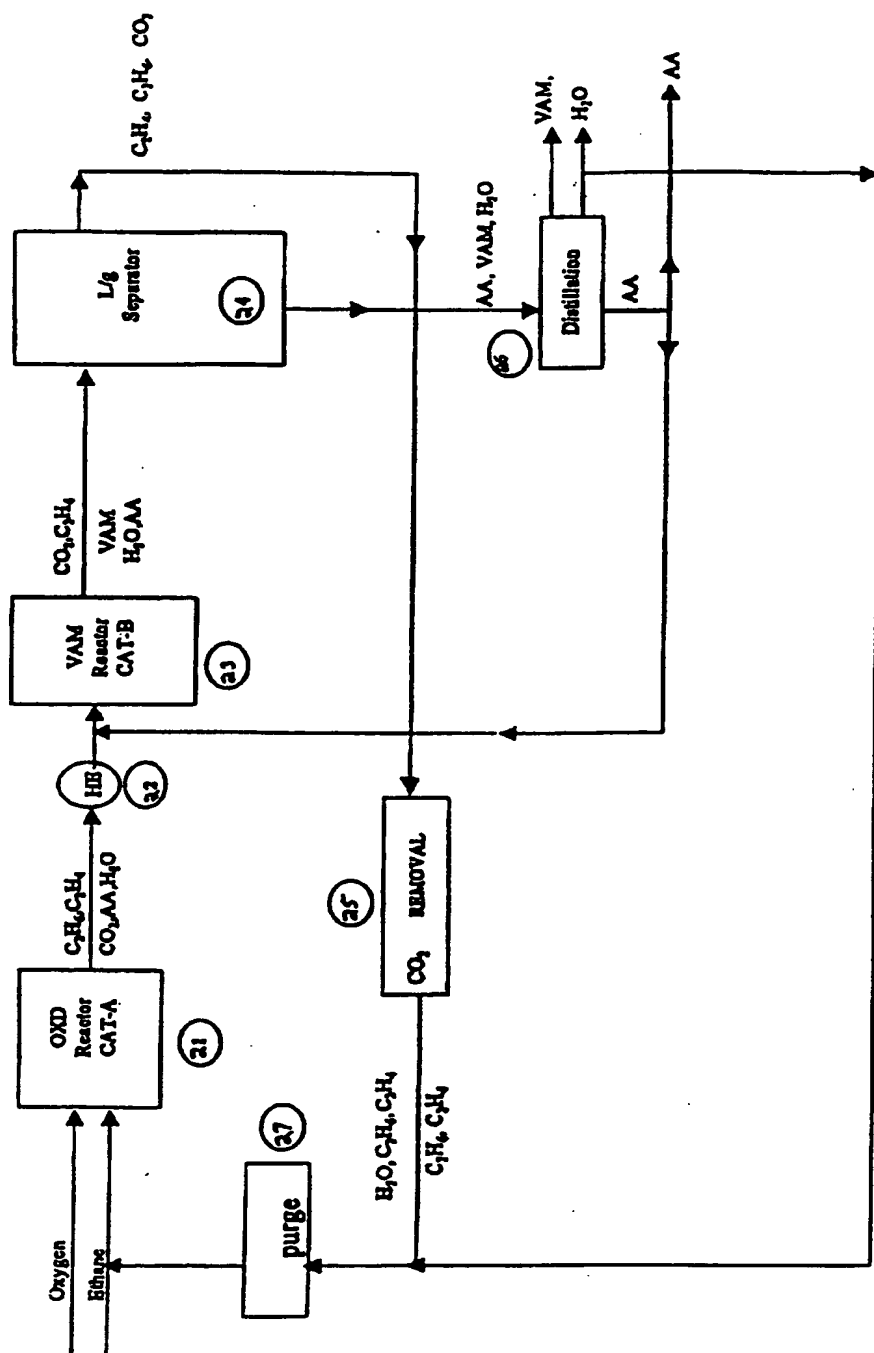 Oxygen
Ethane
OXD
Reactor
CAT-A
21
C₂H₆,C₂H₄
CO₂,AA,H₂O
HE
22
VAM
Reactor
CAT-B
23
CO₂,C₂H₄
VAM
H₂O,AA
L/g
Separator
24
C₂H₄, C₂H₆, CO₂
27
purge
H₂O, C₂H₆, C₂H₄
C₂H₆, C₂H₄
25
CO₂ REMOVAL
AA, VAM, H₂O
26
Distillation
VAM,
H₂O
AA
AA